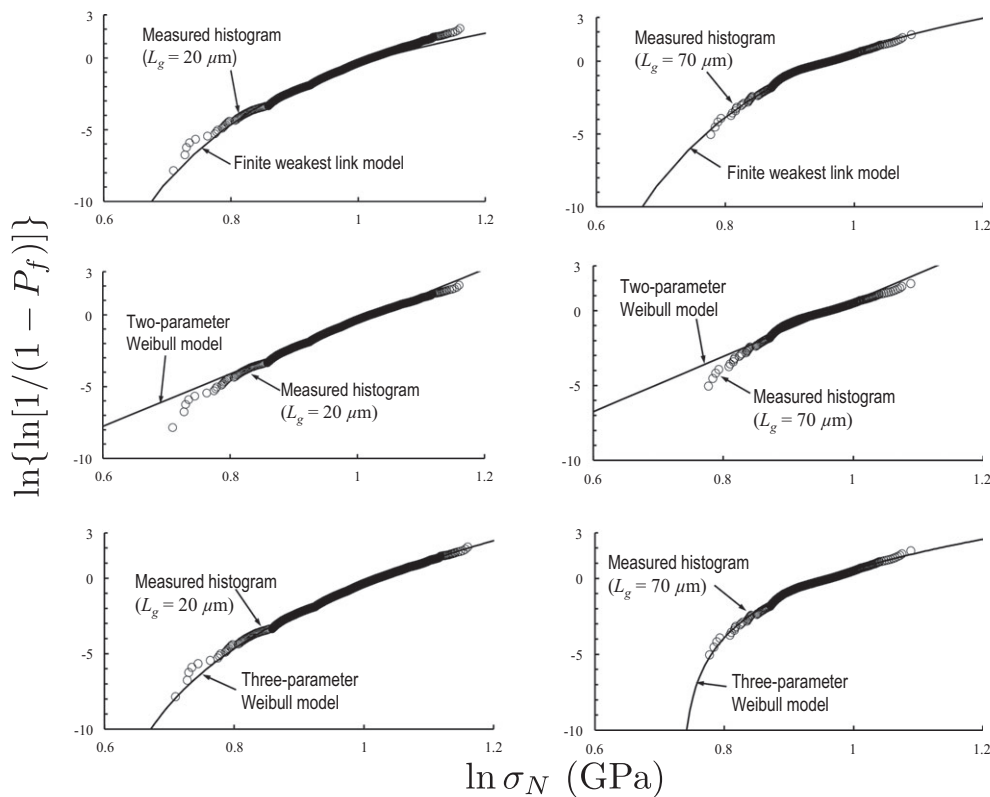 3
0
-5
-10
0.6
0.8
1
1.2
Measured histogram
(L_g = 20 μm)
Finite weakest link model
3
0
-5
-10
0.6
0.8
1
1.2
Measured histogram
(L_g = 70 μm)
Finite weakest link model
ln{ln[1/(1 − P_f)]}
3
0
-5
-10
0.6
0.8
1
1.2
Two-parameter
Weibull model
Measured histogram
(L_g = 20 μm)
3
0
-5
-10
0.6
0.8
1
1.2
Two-parameter
Weibull model
Measured histogram
(L_g = 70 μm)
3
0
-5
-10
0.6
0.8
1
1.2
Measured histogram
(L_g = 20 μm)
Three-parameter
Weibull model
3
0
-5
-10
0.6
0.8
1
1.2
Measured histogram
(L_g = 70 μm)
Three-parameter
Weibull model
ln σ_N (GPa)